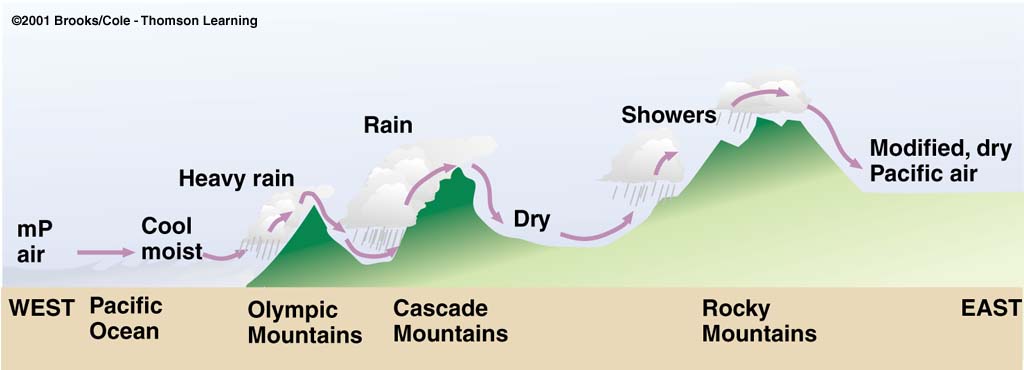 ©2001 Brooks/Cole - Thomson Learning
Rain
Showers
Heavy rain
Modified, dry
Pacific air
mP
air
Cool
moist
Dry
WEST
Pacific
Ocean
Olympic
Mountains
Cascade
Mountains
Rocky
Mountains
EAST